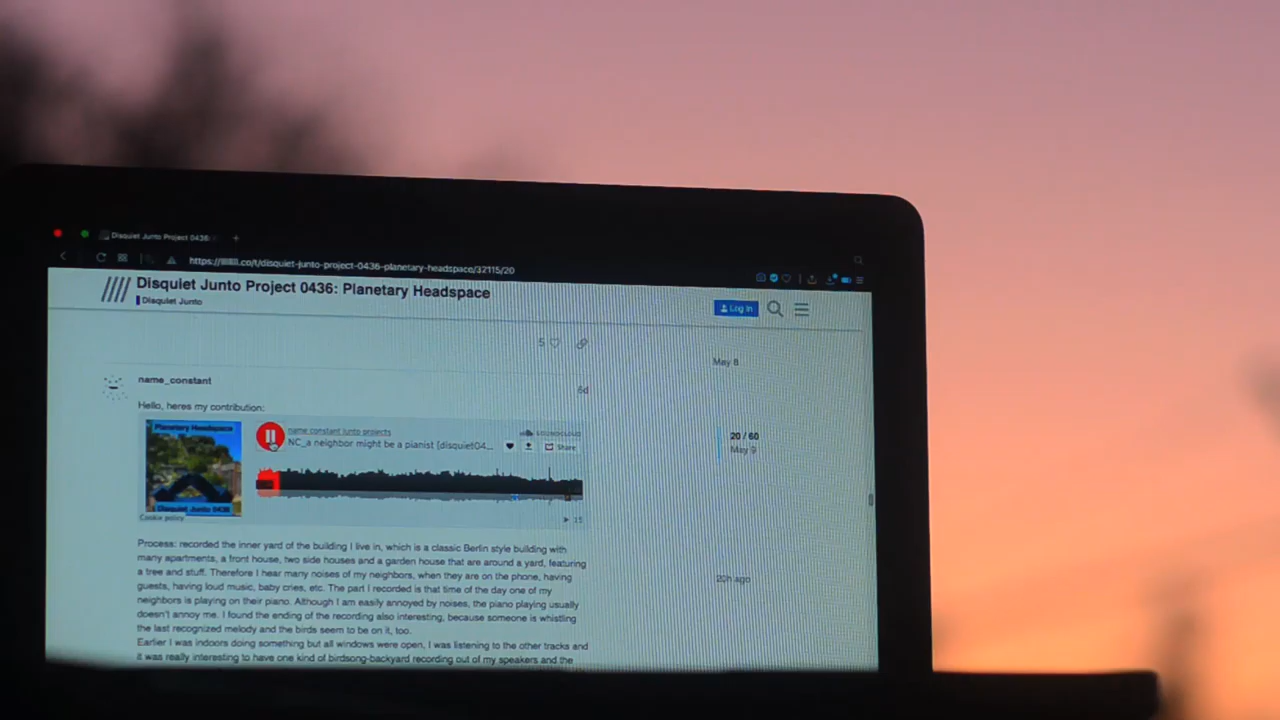 Disquiet Junto Project 0436:
https://llllllll.co/t/disquiet-junto-project-0436-planetary-headspace/32115/20
Disquiet Junto Project 0436: Planetary Headspace
Disquiet Junto
Log In
5
May 8
name_constant
6d
Hello, heres my contribution:
Planetary Headspace
Disquiet Junto 0436
name constant junto projects
SOUNDCLOUD
NC_a neighbor might be a pianist [disquiet04...
Share
20 / 60
May 9
Cookie policy
15
Process: recorded the inner yard of the building I live in, which is a classic Berlin style building with
many apartments, a front house, two side houses and a garden house that are around a yard, featuring
a tree and stuff. Therefore I hear many noises of my neighbors, when they are on the phone, having
guests, having loud music, baby cries, etc. The part I recorded is that time of the day one of my
neighbors is playing on their piano. Although I am easily annoyed by noises, the piano playing usually
doesn't annoy me. I found the ending of the recording also interesting, because someone is whistling
the last recognized melody and the birds seem to be on it, too.
Earlier I was indoors doing something but all windows were open, I was listening to the other tracks and
it was really interesting to have one kind of birdsong-backyard recording out of my speakers and the
20h ago